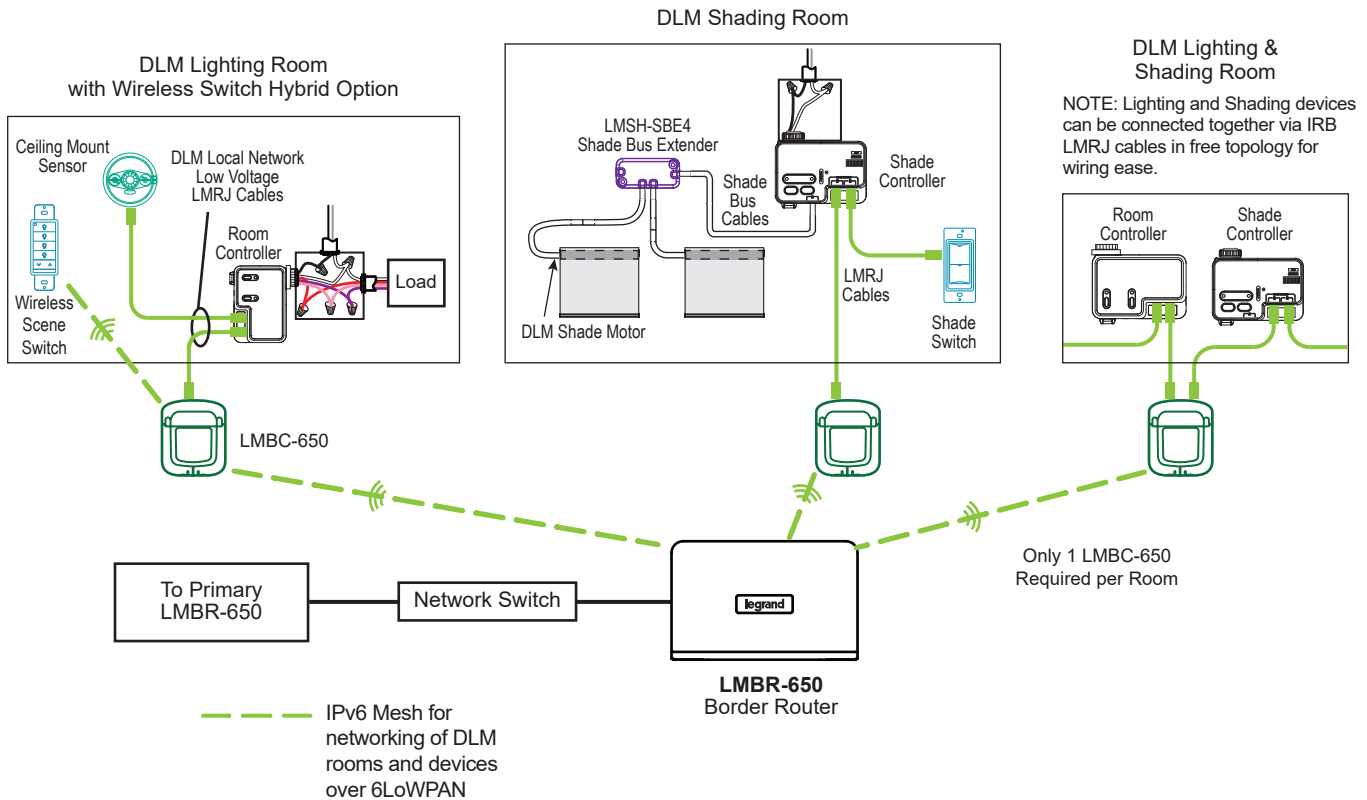 DLM Lighting Room
with Wireless Switch Hybrid Option
Ceiling Mount
Sensor
DLM Local Network
Low Voltage
LMRJ Cables
Room
Controller
Load
Wireless
Scene
Switch
DLM Shading Room
LMSH-SBE4
Shade Bus Extender
Shade
Bus
Cables
Shade
Controller
LMRJ
Cables
DLM Shade Motor
Shade
Switch
DLM Lighting &
Shading Room
NOTE: Lighting and Shading devices
can be connected together via IRB
LMRJ cables in free topology for
wiring ease.
Room
Controller
Shade
Controller
LMBC-650
Only 1 LMBC-650
Required per Room
To Primary
LMBR-650
Network Switch
legrand
LMBR-650
Border Router
IPv6 Mesh for
networking of DLM
rooms and devices
over 6LoWPAN